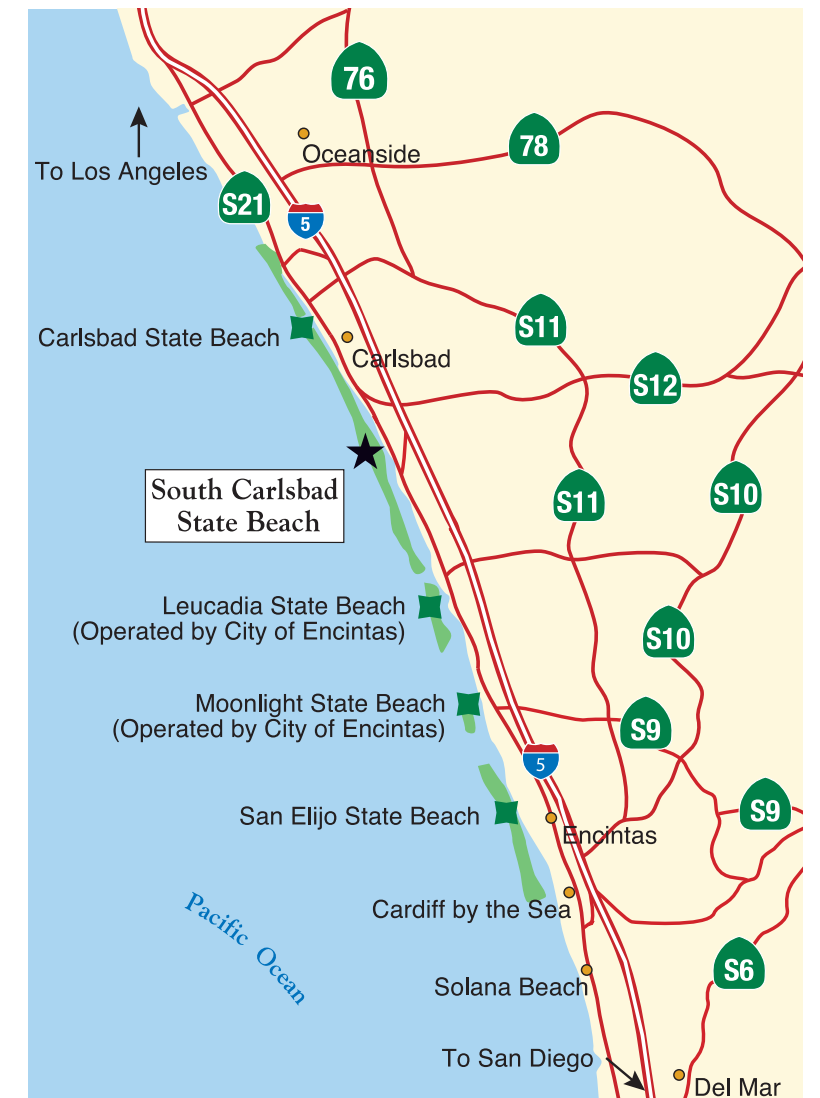 76
78
Oceanside
To Los Angeles
S21
5
Carlsbad State Beach
S11
Carlsbad
S12
South Carlsbad
State Beach
S11
S10
Leucadia State Beach
(Operated by City of Encintas)
S10
Moonlight State Beach
(Operated by City of Encintas)
S9
5
San Elijo State Beach
S9
Encintas
Cardiff by the Sea
Pacific Ocean
S6
Solana Beach
To San Diego
Del Mar